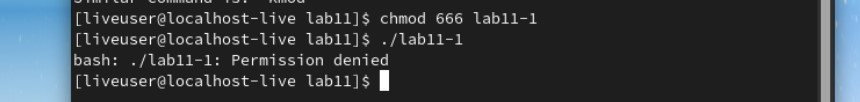 [liveuser@localhost-live lab11]$ chmod 666 lab11-1
[liveuser@localhost-live lab11]$ ./lab11-1
bash: ./lab11-1: Permission denied
[liveuser@localhost-live lab11]$